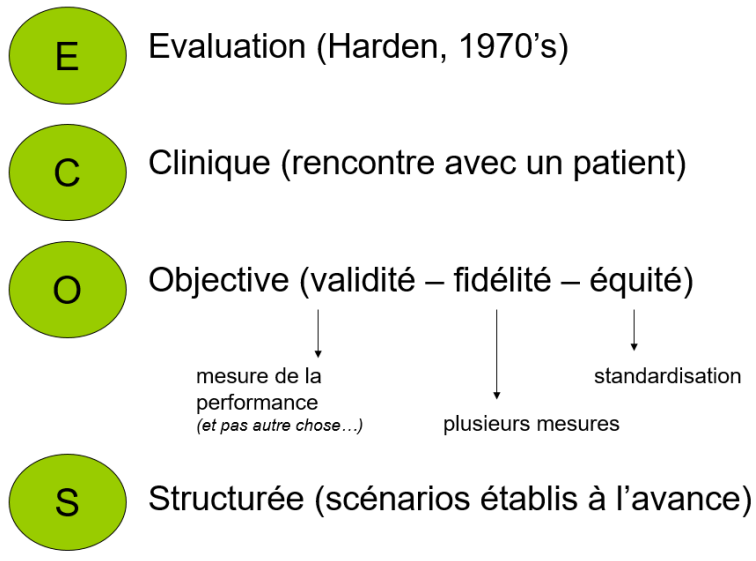 E
Evaluation (Harden, 1970’s)
C
Clinique (rencontre avec un patient)
O
Objective (validité – fidélité – équité)
mesure de la
performance
(et pas autre chose…)
plusieurs mesures
standardisation
S
Structurée (scénarios établis à l’avance)